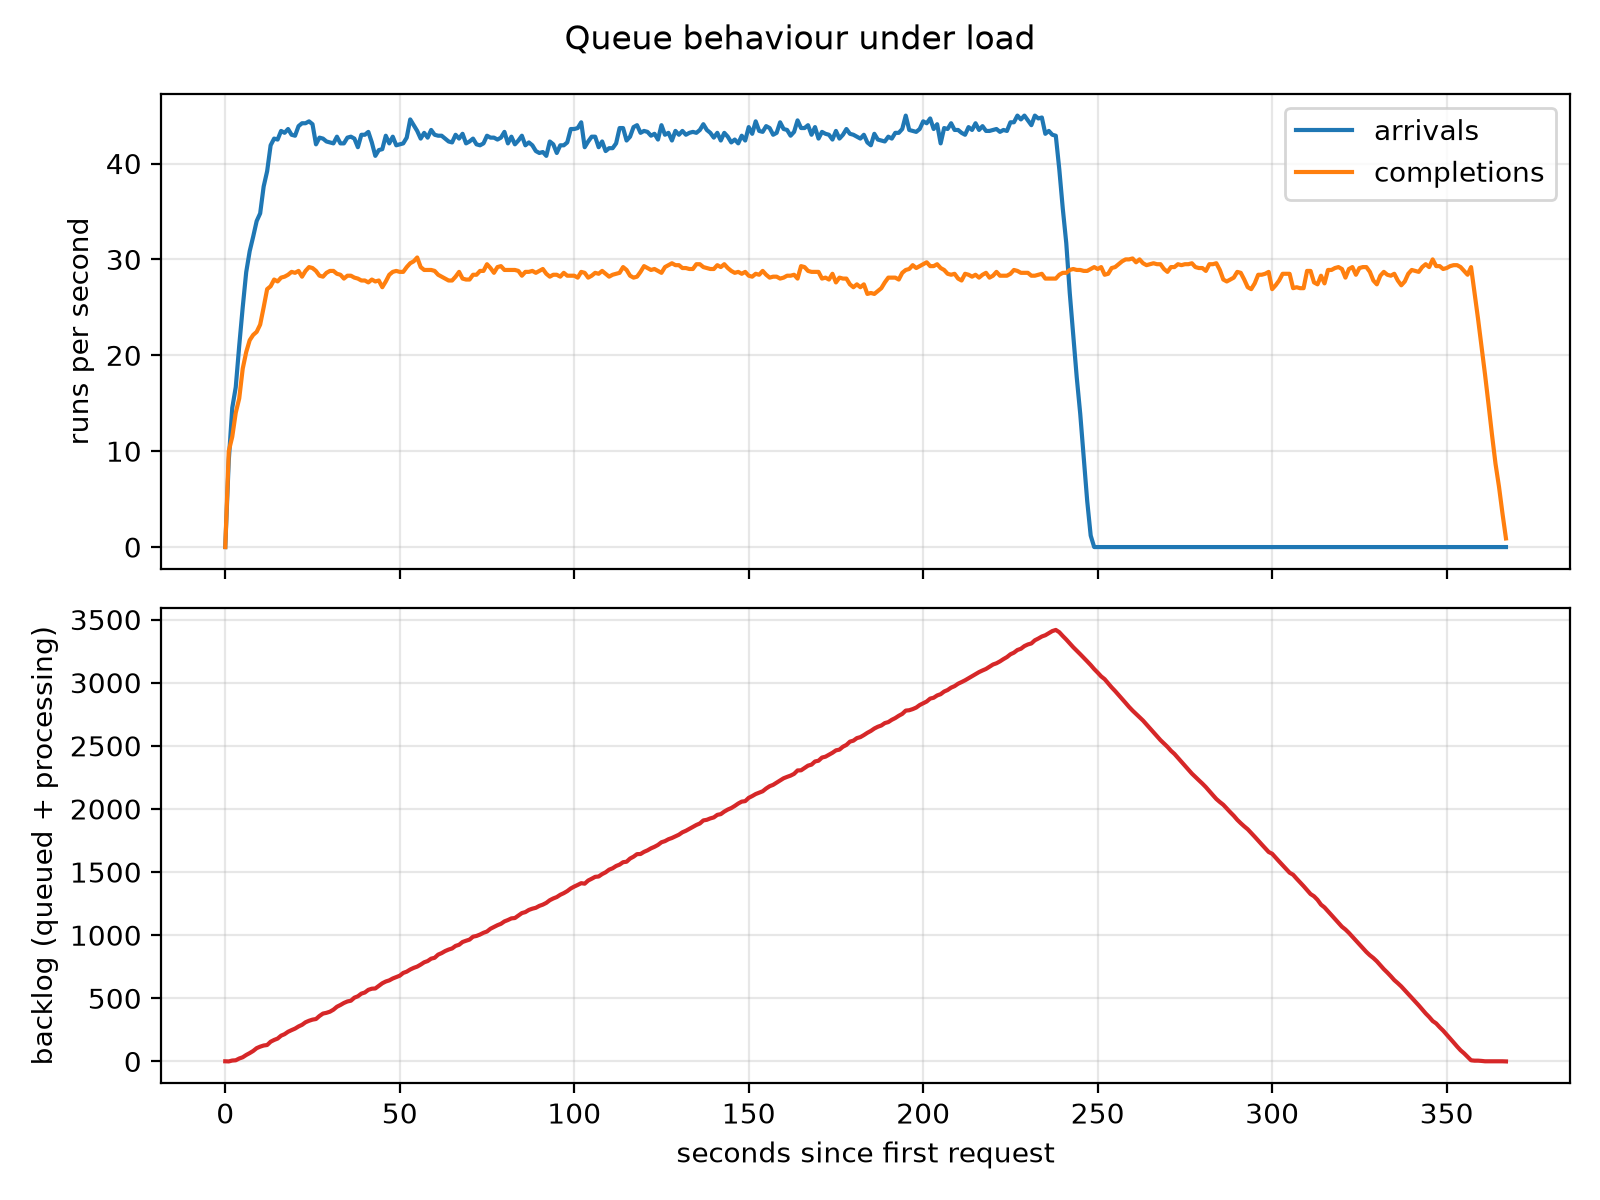 Queue behaviour under load
runs per second
40
30
20
10
0
arrivals
completions
backlog (queued + processing)
3500
3000
2500
2000
1500
1000
500
0
0 50 100 150 200 250 300 350
seconds since first request